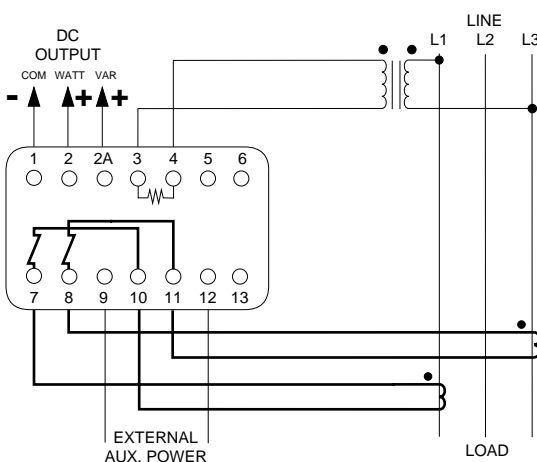 LINE
L1 L2 L3
DC
OUTPUT
COM WATT VAR
- + +
1 2 2A 3 4 5 6
7 8 9 10 11 12 13
EXTERNAL
AUX. POWER
LOAD